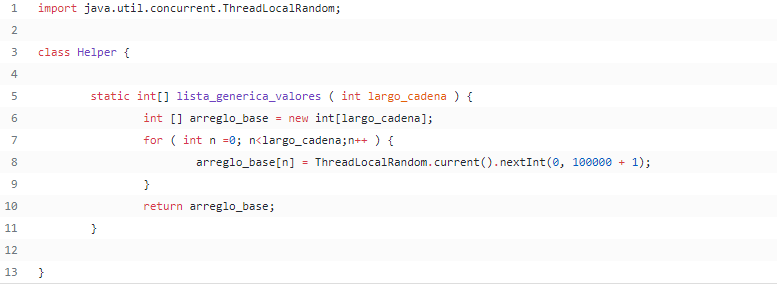 1 import java.util.concurrent.ThreadLocalRandom;
2
3 class Helper {
4
5 static int[] lista_generica_valores ( int largo_cadena ) {
6 int [] arreglo_base = new int[largo_cadena];
7 for ( int n =0; n<largo_cadena;n++ ) {
8 arreglo_base[n] = ThreadLocalRandom.current().nextInt(0, 100000 + 1);
9 }
10 return arreglo_base;
11 }
12
13 }